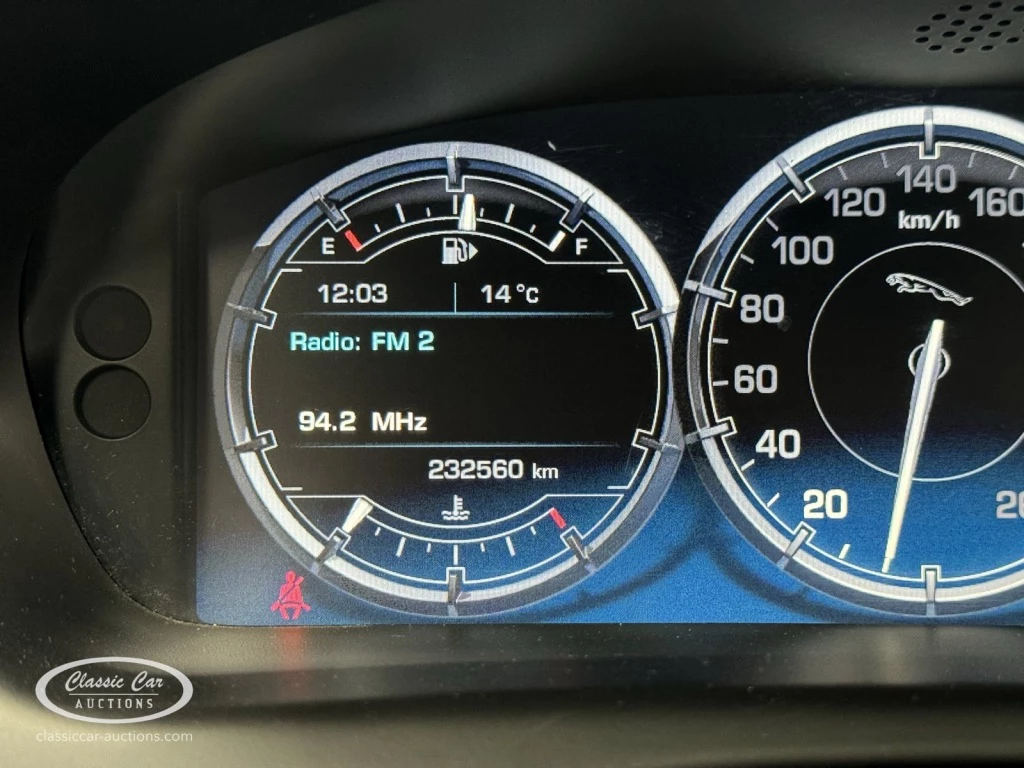 E F
12:03 14°C
Radio: FM 2
94.2 MHz
232560 km
140
120
160
km/h
100
80
60
40
20
Classic Car
AUCTIONS
classiccar-auctions.com